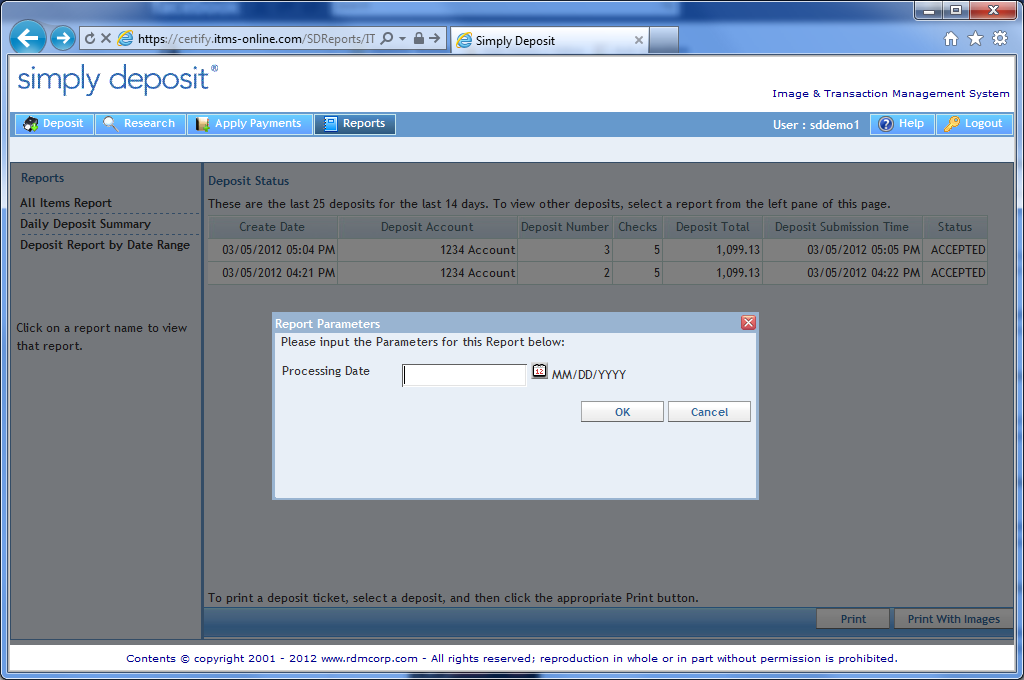 https://certify.itms-online.com/SDReports/IT
Simply Deposit
simply deposit®
Image & Transaction Management System
Deposit Research Apply Payments Reports User : sddemo1 Help Logout
Reports
All Items Report
Daily Deposit Summary
Deposit Report by Date Range
Click on a report name to view
that report.
Deposit Status
These are the last 25 deposits for the last 14 days. To view other deposits, select a report from the left pane of this page.
Create Date Deposit Account Deposit Number Checks Deposit Total Deposit Submission Time Status
03/05/2012 05:04 PM 1234 Account 3 5 1,099.13 03/05/2012 05:05 PM ACCEPTED
03/05/2012 04:21 PM 1234 Account 2 5 1,099.13 03/05/2012 04:22 PM ACCEPTED
Report Parameters
Please input the Parameters for this Report below:
Processing Date 12 MM/DD/YYYY
OK Cancel
To print a deposit ticket, select a deposit, and then click the appropriate Print button.
Print Print With Images
Contents © copyright 2001 - 2012 www.rdmcorp.com - All rights reserved; reproduction in whole or in part without permission is prohibited.